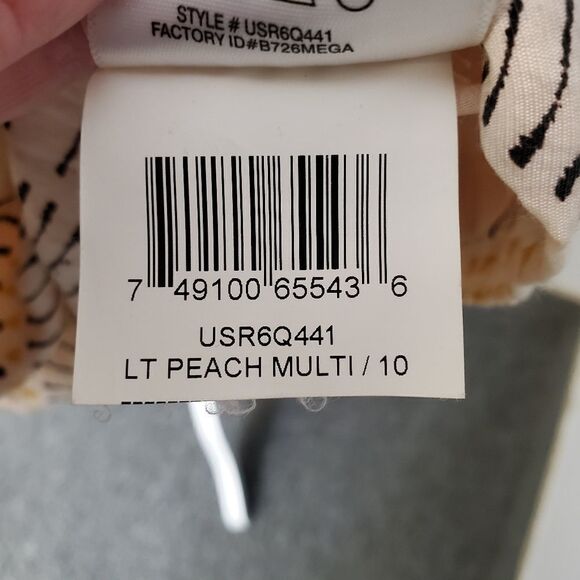 STYLE # USR6Q441
FACTORY ID#B726MEGA
7 49100 65543 6
USR6Q441
LT PEACH MULTI / 10